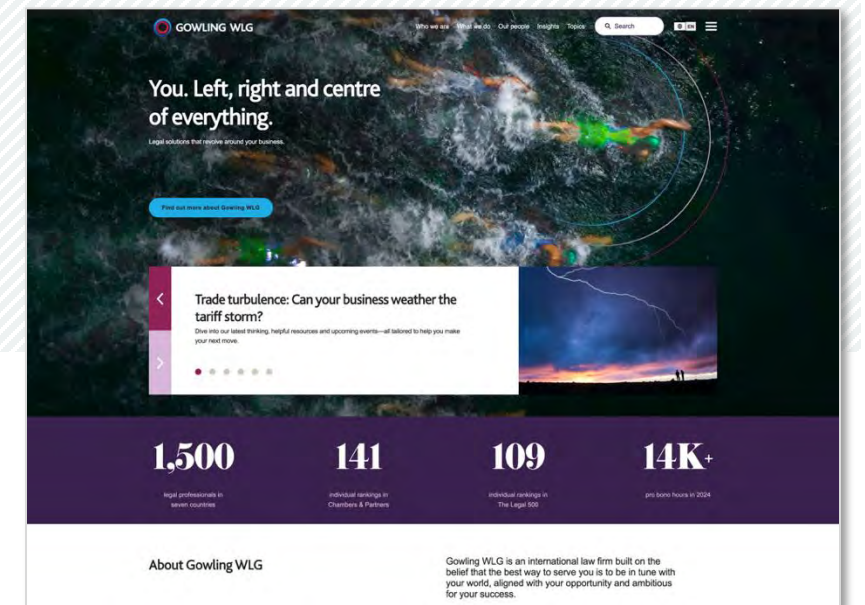 GOWLING WLG
Who we are What we do Our people Insights Topics Search EN
You. Left, right and centre
of everything.
Legal solutions that revolve around your business.
Find out more about Gowling WLG
Trade turbulence: Can your business weather the
tariff storm?
Dive into our latest thinking, helpful resources and upcoming events—all tailored to help you make
your next move.
1,500 141 109 14K+
legal professionals in individual rankings in individual rankings in pro bono hours in 2024
seven countries Chambers & Partners The Legal 500
About Gowling WLG
Gowling WLG is an international law firm built on the
belief that the best way to serve you is to be in tune with
your world, aligned with your opportunity and ambitious
for your success.